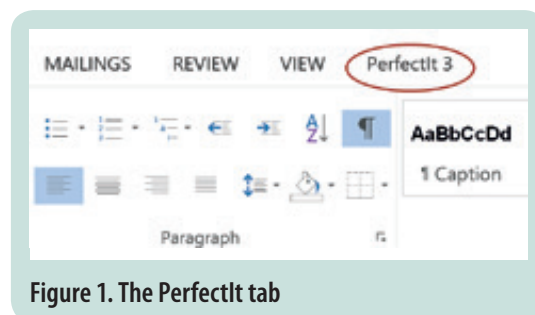 MAILINGS REVIEW VIEW PerfectIt 3
AaBbCcDd
¶ Caption
Paragraph
Figure 1. The PerfectIt tab